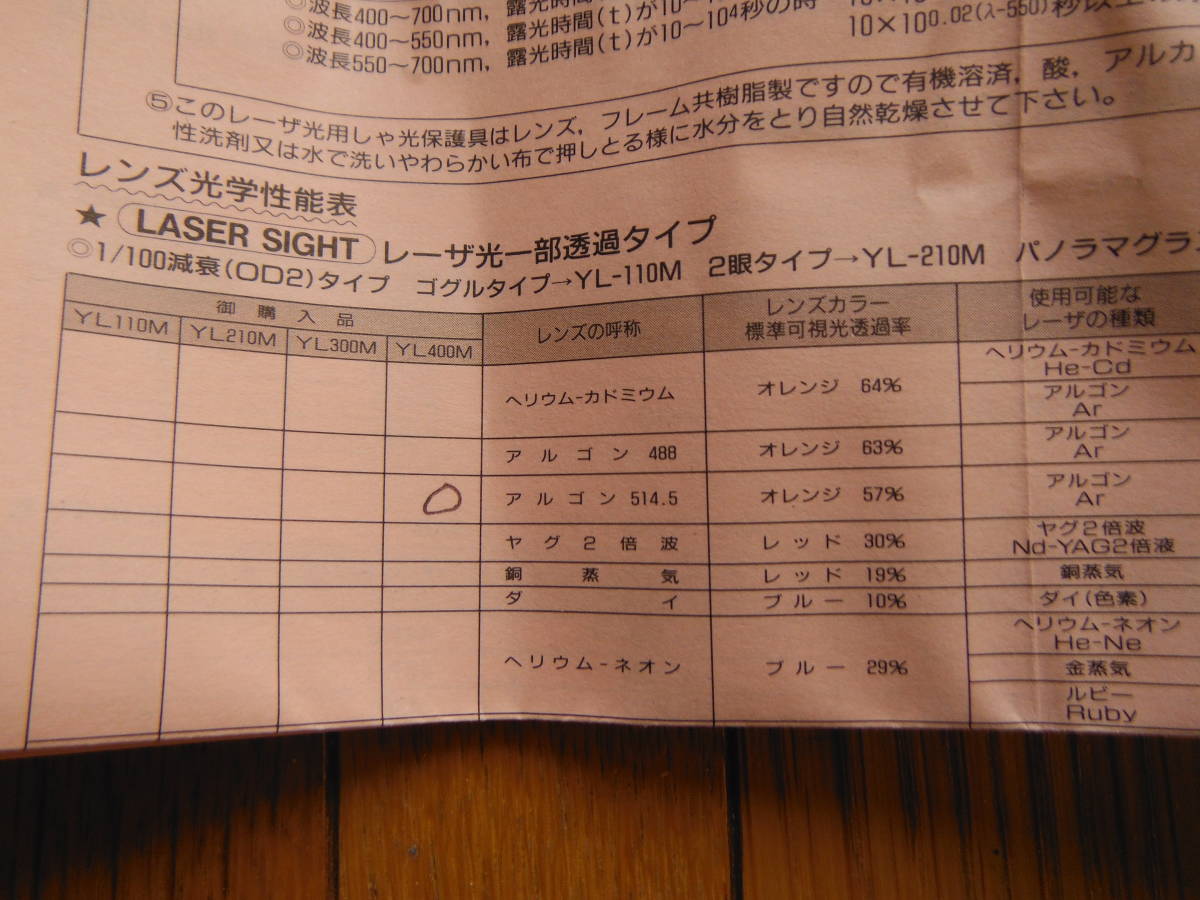 ◎波長400〜700nm，露光時間(t)が10
◎波長400〜550nm，露光時間(t)が10〜10⁴秒の時
◎波長550〜700nm，露光時間(t)が10〜10⁴秒の時 10×10^0.02(λ-550)
⑤このレーザ光用しゃ光保護具はレンズ，フレーム共樹脂製ですので有機溶済，酸，アルカ
性洗剤又は水で洗いやわらかい布で押しとる様に水分をとり自然乾燥させて下さい。
レンズ光学性能表
★ LASER SIGHT レーザ光一部透過タイプ
◎1/100減衰(OD2)タイプ ゴグルタイプ→YL-110M 2眼タイプ→YL-210M パノラマグラ
御購入品 レンズの呼称 レンズカラー 標準可視光透過率 使用可能な レーザの種類
YL110M YL210M YL300M YL400M
ヘリウム-カドミウム オレンジ 64% ヘリウム-カドミウム He-Cd
アルゴン Ar
アルゴン 488 オレンジ 63% アルゴン Ar
○ アルゴン 514.5 オレンジ 57% アルゴン Ar
ヤグ2倍波 レッド 30% ヤグ2倍波 Nd-YAG2倍液
銅蒸気 レッド 19% 銅蒸気
ダイ ブルー 10% ダイ(色素)
ヘリウム-ネオン ブルー 29% ヘリウム-ネオン He-Ne
金蒸気
ルビー Ruby